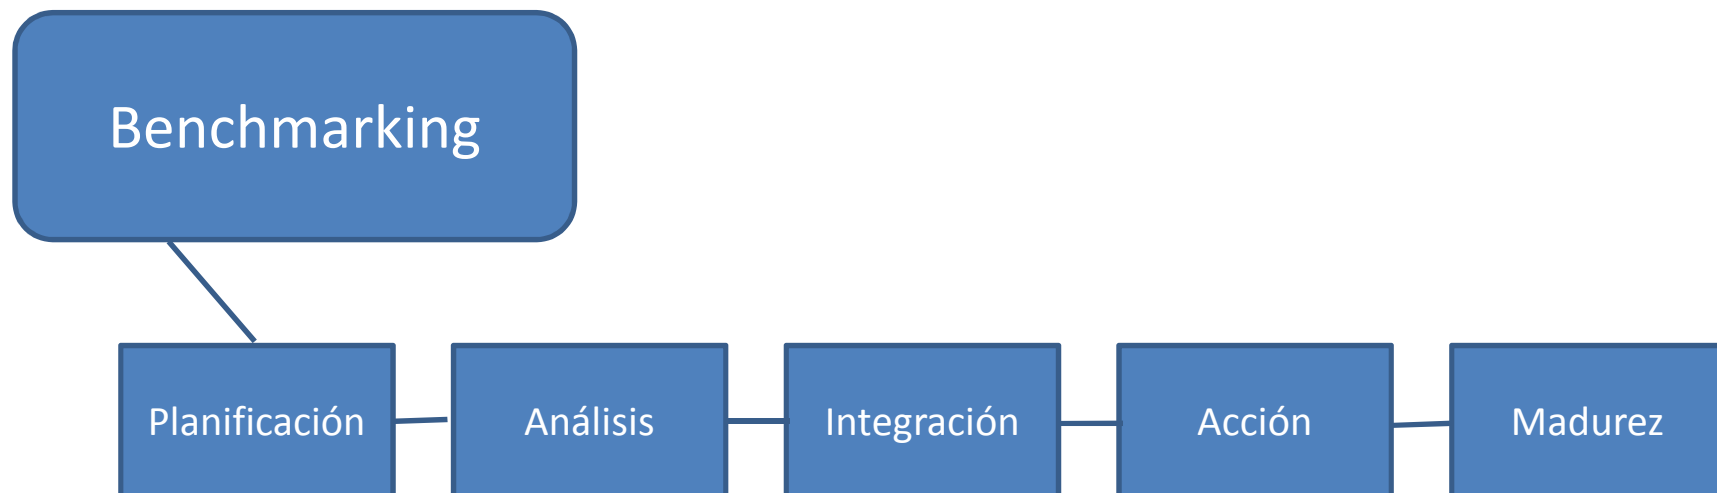 Benchmarking
Planificación
Análisis
Integración
Acción
Madurez